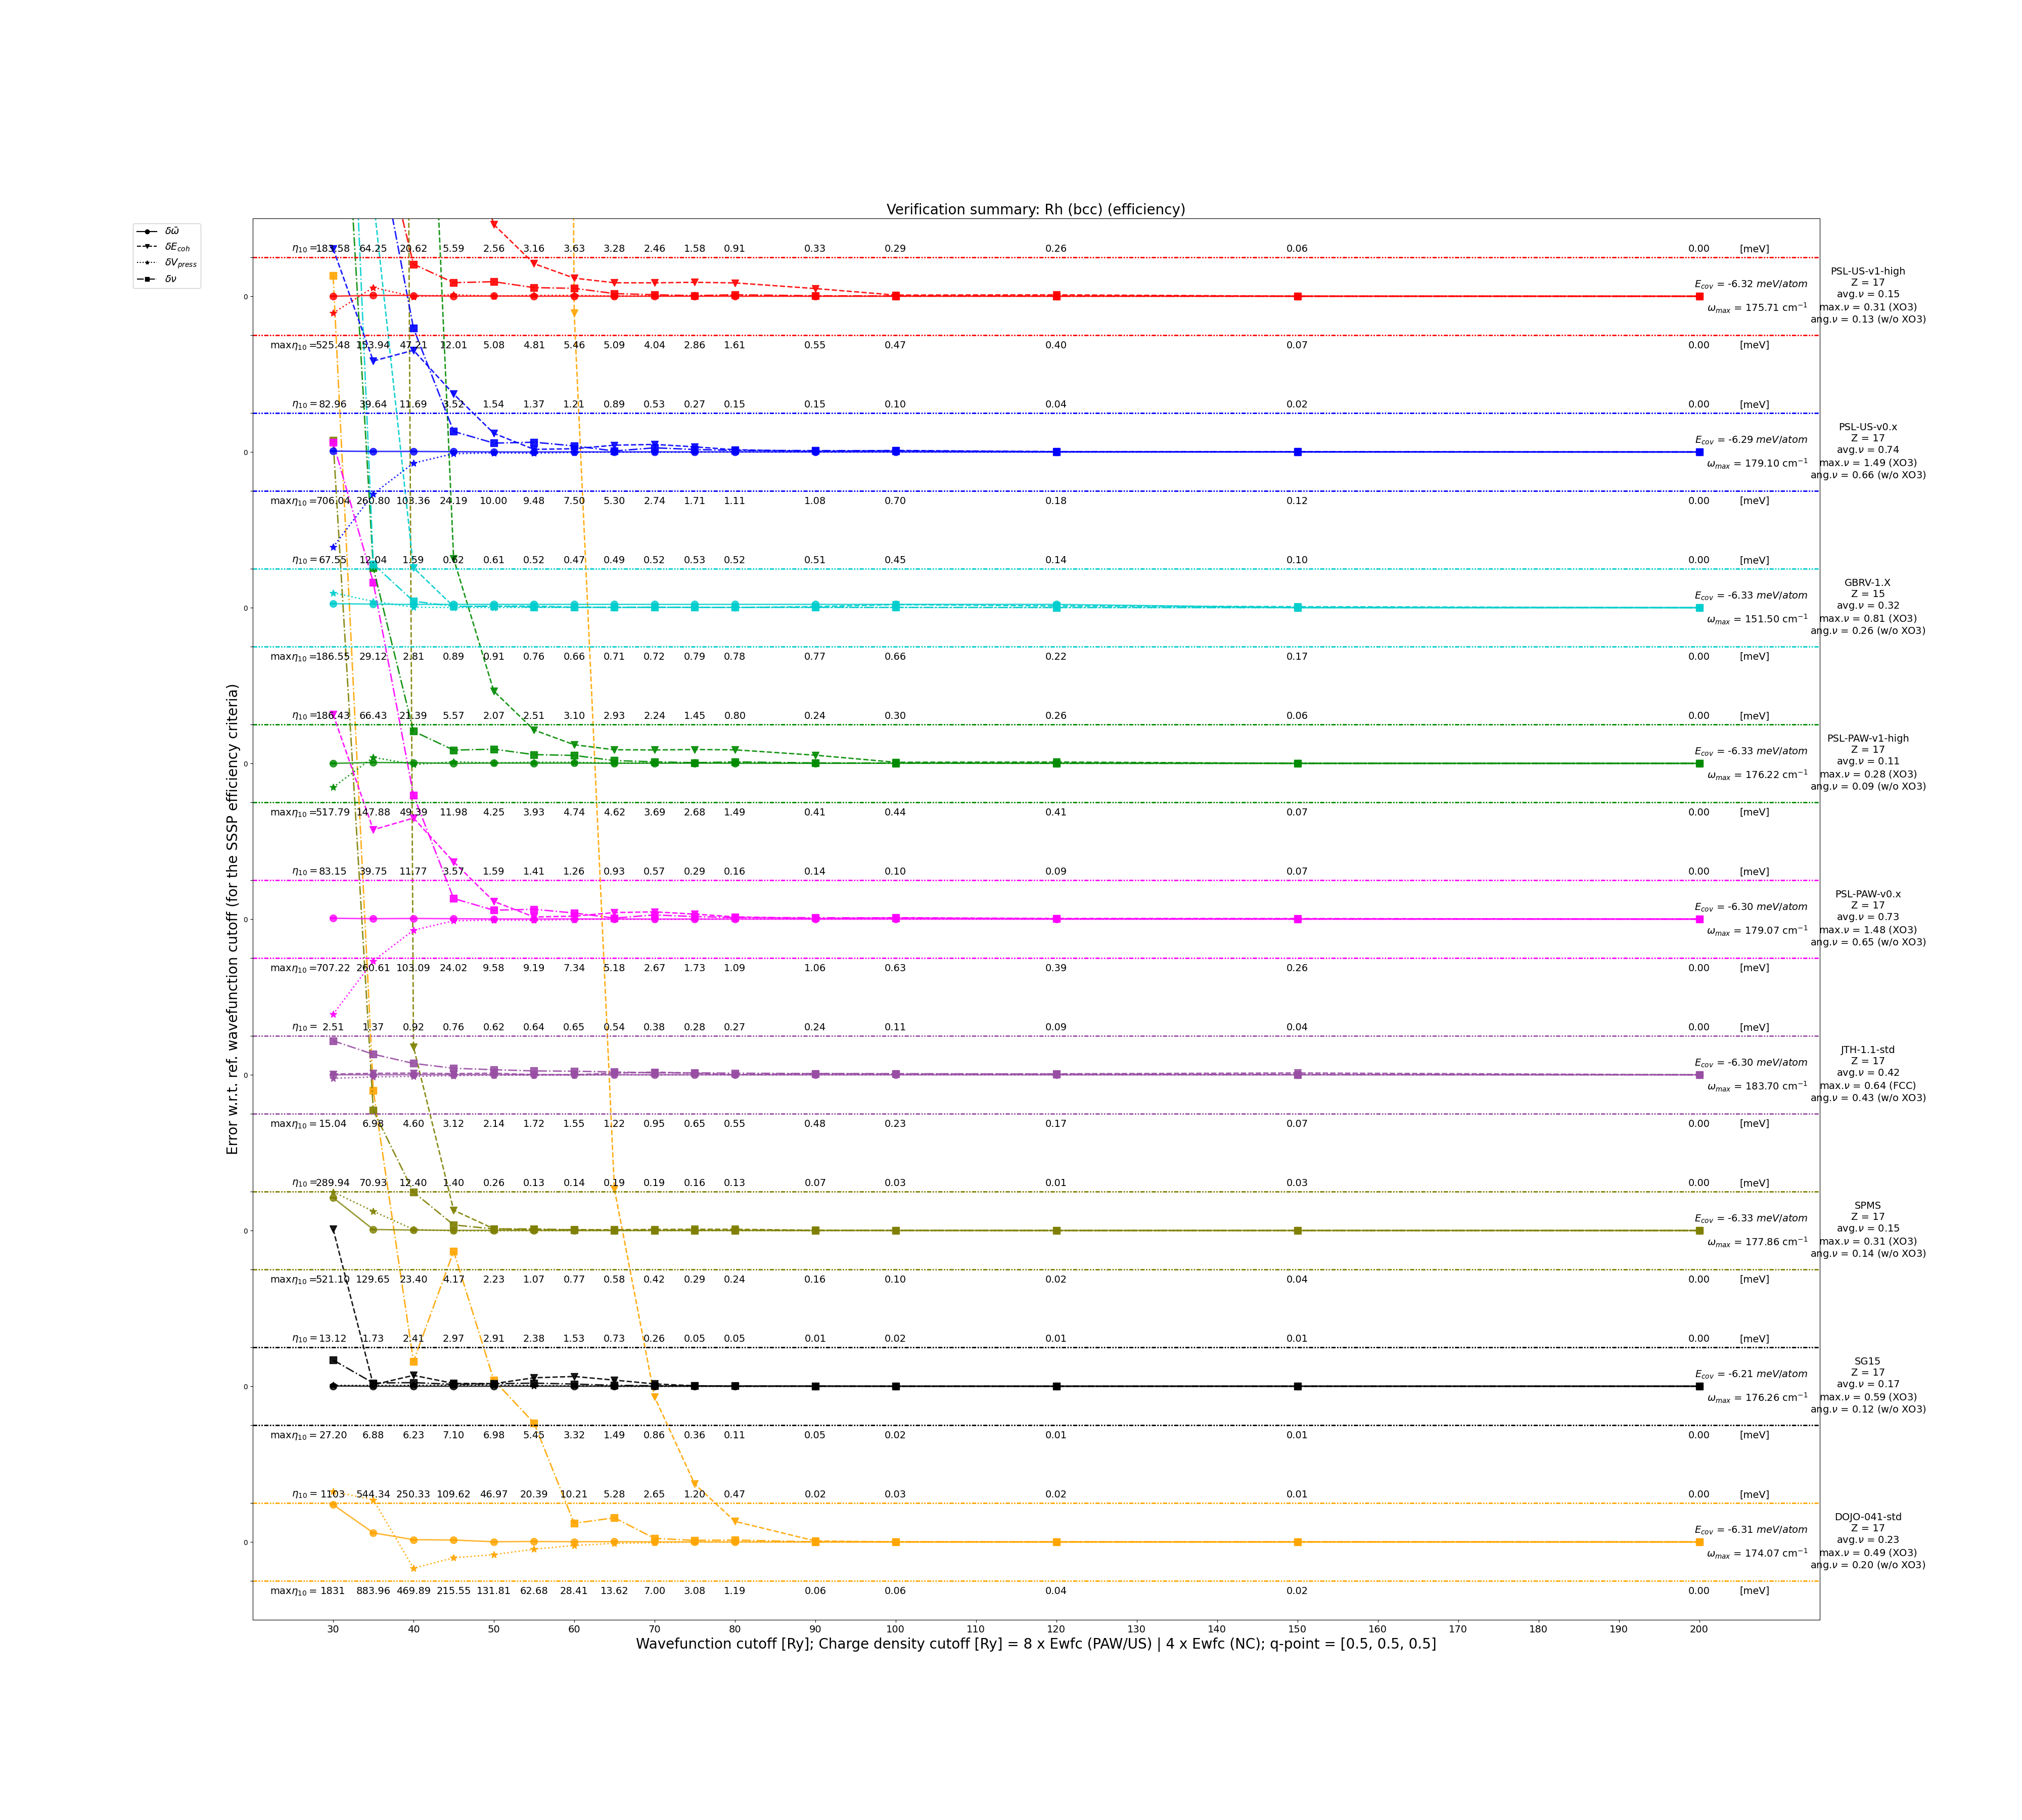 Verification summary: Rh (bcc) (efficiency)
δω̄
δE_coh
δV_press
δν
Error w.r.t. ref. wavefunction cutoff (for the SSSP efficiency criteria)
η₁₀ = 183.58 64.25 20.62 5.59 2.56 3.16 3.63 3.28 2.46 1.58 0.91 0.33 0.29 0.26 0.06 0.00 [meV]
0
E_cov = -6.32 meV/atom
ω_max = 175.71 cm⁻¹
PSL-US-v1-high
Z = 17
avg.ν = 0.15
max.ν = 0.31 (XO3)
ang.ν = 0.13 (w/o XO3)
maxη₁₀ = 525.48 153.94 47.21 12.01 5.08 4.81 5.46 5.09 4.04 2.86 1.61 0.55 0.47 0.40 0.07 0.00 [meV]
η₁₀ = 82.96 39.64 11.69 3.52 1.54 1.37 1.21 0.89 0.53 0.27 0.15 0.15 0.10 0.04 0.02 0.00 [meV]
0
E_cov = -6.29 meV/atom
ω_max = 179.10 cm⁻¹
PSL-US-v0.x
Z = 17
avg.ν = 0.74
max.ν = 1.49 (XO3)
ang.ν = 0.66 (w/o XO3)
maxη₁₀ = 706.04 260.80 103.36 24.19 10.00 9.48 7.50 5.30 2.74 1.71 1.11 1.08 0.70 0.18 0.12 0.00 [meV]
η₁₀ = 67.55 12.04 1.59 0.62 0.61 0.52 0.47 0.49 0.52 0.53 0.52 0.51 0.45 0.14 0.10 0.00 [meV]
0
E_cov = -6.33 meV/atom
ω_max = 151.50 cm⁻¹
GBRV-1.X
Z = 15
avg.ν = 0.32
max.ν = 0.81 (XO3)
ang.ν = 0.26 (w/o XO3)
maxη₁₀ = 186.55 29.12 2.81 0.89 0.91 0.76 0.66 0.71 0.72 0.79 0.78 0.77 0.66 0.22 0.17 0.00 [meV]
η₁₀ = 186.43 66.43 21.39 5.57 2.07 2.51 3.10 2.93 2.24 1.45 0.80 0.24 0.30 0.26 0.06 0.00 [meV]
0
E_cov = -6.33 meV/atom
ω_max = 176.22 cm⁻¹
PSL-PAW-v1-high
Z = 17
avg.ν = 0.11
max.ν = 0.28 (XO3)
ang.ν = 0.09 (w/o XO3)
maxη₁₀ = 517.79 147.88 49.39 11.98 4.25 3.93 4.74 4.62 3.69 2.68 1.49 0.41 0.44 0.41 0.07 0.00 [meV]
η₁₀ = 83.15 39.75 11.77 3.57 1.59 1.41 1.26 0.93 0.57 0.29 0.16 0.14 0.10 0.09 0.07 0.00 [meV]
0
E_cov = -6.30 meV/atom
ω_max = 179.07 cm⁻¹
PSL-PAW-v0.x
Z = 17
avg.ν = 0.73
max.ν = 1.48 (XO3)
ang.ν = 0.65 (w/o XO3)
maxη₁₀ = 707.22 260.61 103.09 24.02 9.58 9.19 7.34 5.18 2.67 1.73 1.09 1.06 0.63 0.39 0.26 0.00 [meV]
η₁₀ = 2.51 1.37 0.92 0.76 0.62 0.64 0.65 0.54 0.38 0.28 0.27 0.24 0.11 0.09 0.04 0.00 [meV]
0
E_cov = -6.30 meV/atom
ω_max = 183.70 cm⁻¹
JTH-1.1-std
Z = 17
avg.ν = 0.42
max.ν = 0.64 (FCC)
ang.ν = 0.43 (w/o XO3)
maxη₁₀ = 15.04 6.98 4.60 3.12 2.14 1.72 1.55 1.22 0.95 0.65 0.55 0.48 0.23 0.17 0.07 0.00 [meV]
η₁₀ = 289.94 70.93 12.40 1.40 0.26 0.13 0.14 0.19 0.19 0.16 0.13 0.07 0.03 0.01 0.03 0.00 [meV]
0
E_cov = -6.33 meV/atom
ω_max = 177.86 cm⁻¹
SPMS
Z = 17
avg.ν = 0.15
max.ν = 0.31 (XO3)
ang.ν = 0.14 (w/o XO3)
maxη₁₀ = 521.10 129.65 23.40 4.17 2.23 1.07 0.77 0.58 0.42 0.29 0.24 0.16 0.10 0.02 0.04 0.00 [meV]
η₁₀ = 13.12 1.73 2.41 2.97 2.91 2.38 1.53 0.73 0.26 0.05 0.05 0.01 0.02 0.01 0.01 0.00 [meV]
0
E_cov = -6.21 meV/atom
ω_max = 176.26 cm⁻¹
SG15
Z = 17
avg.ν = 0.17
max.ν = 0.59 (XO3)
ang.ν = 0.12 (w/o XO3)
maxη₁₀ = 27.20 6.88 6.23 7.10 6.98 5.45 3.32 1.49 0.86 0.36 0.11 0.05 0.02 0.01 0.01 0.00 [meV]
η₁₀ = 1103 544.34 250.33 109.62 46.97 20.39 10.21 5.28 2.65 1.20 0.47 0.02 0.03 0.02 0.01 0.00 [meV]
0
E_cov = -6.31 meV/atom
ω_max = 174.07 cm⁻¹
DOJO-041-std
Z = 17
avg.ν = 0.23
max.ν = 0.49 (XO3)
ang.ν = 0.20 (w/o XO3)
maxη₁₀ = 1831 883.96 469.89 215.55 131.81 62.68 28.41 13.62 7.00 3.08 1.19 0.06 0.06 0.04 0.02 0.00 [meV]
30 40 50 60 70 80 90 100 110 120 130 140 150 160 170 180 190 200
Wavefunction cutoff [Ry]; Charge density cutoff [Ry] = 8 x Ewfc (PAW/US) | 4 x Ewfc (NC); q-point = [0.5, 0.5, 0.5]